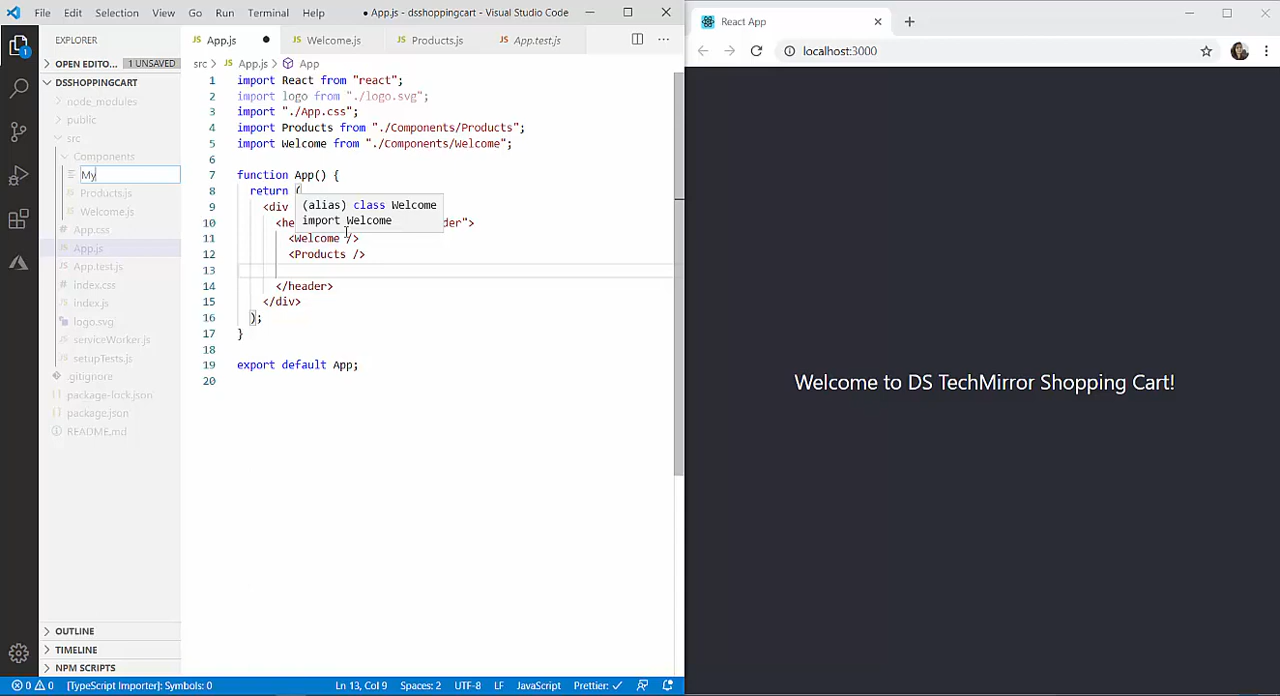 File Edit Selection View Go Run Terminal Help ● App.js - dsshoppingcart - Visual Studio Code
EXPLORER
OPEN EDITO... 1 UNSAVED
DSSHOPPINGCART
node_modules
public
src
Components
My
Products.js
Welcome.js
App.css
App.js
App.test.js
index.css
index.js
logo.svg
serviceWorker.js
setupTests.js
.gitignore
package-lock.json
package.json
README.md
OUTLINE
TIMELINE
NPM SCRIPTS
JS App.js ● JS Welcome.js JS Products.js JS App.test.js ...
src > JS App.js > App
1 import React from "react";
2 import logo from "./logo.svg";
3 import "./App.css";
4 import Products from "./Components/Products";
5 import Welcome from "./Components/Welcome";
6
7 function App() {
8 return (
9 <div
(alias) class Welcome
import Welcome
10 <he der">
11 <Welcome />
12 <Products />
13
14 </header>
15 </div>
16 );
17 }
18
19 export default App;
20
0 0 [TypeScript Importer]: Symbols: 0 Ln 13, Col 9 Spaces: 2 UTF-8 LF JavaScript Prettier: ✓
React App
localhost:3000
Welcome to DS TechMirror Shopping Cart!